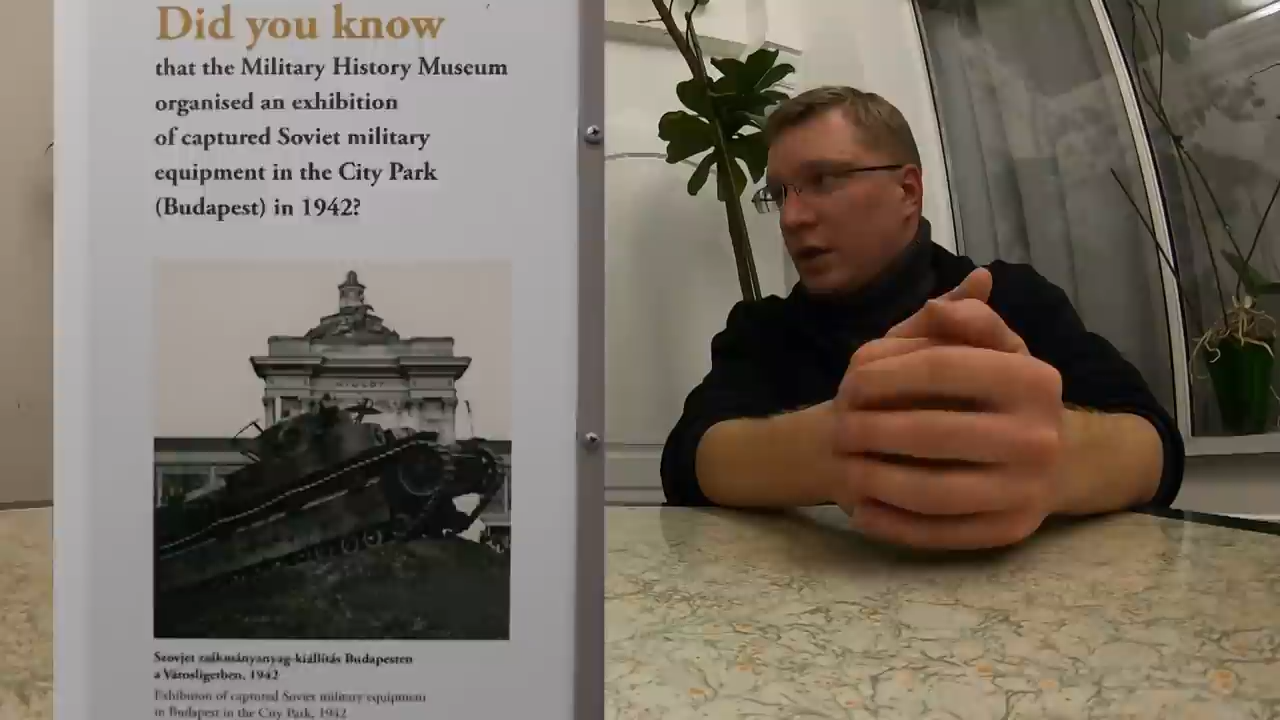 Did you know
that the Military History Museum
organised an exhibition
of captured Soviet military
equipment in the City Park
(Budapest) in 1942?
Szovjet zsákmányanyag-kiállítás Budapesten
a Városligetben, 1942
Exhibition of captured Soviet military equipment
in Budapest in the City Park, 1942